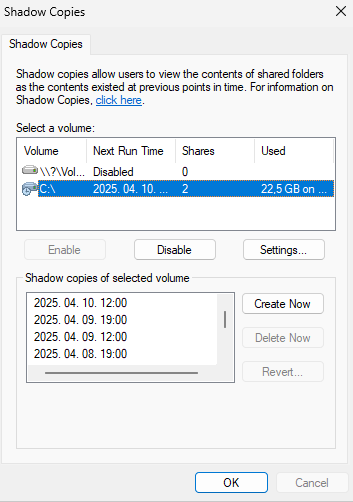 Shadow Copies
Shadow Copies
Shadow copies allow users to view the contents of shared folders
as the contents existed at previous points in time. For information on
Shadow Copies, click here.
Select a volume:
Volume Next Run Time Shares Used
\\?\Vol... Disabled 0
C:\ 2025. 04. 10. ... 2 22,5 GB on ...
Enable Disable Settings...
Shadow copies of selected volume
2025. 04. 10. 12:00
2025. 04. 09. 19:00
2025. 04. 09. 12:00
2025. 04. 08. 19:00
Create Now
Delete Now
Revert...
OK Cancel